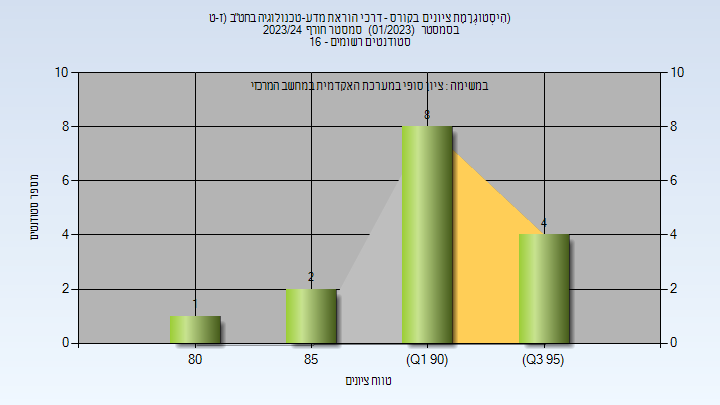 (היסטוגרמת ציונים בקורס - דרכי הוראת מדע-טכנולוגיה בחט"ב (ז-ט
בסמסטר (01/2023) סמסטר חורף 2023/24
סטודנטים רשומים - 16
במשימה : ציון סופי במערכת האקדמית במחשב המרכזי
10 10
8 8
6 6
4 4
2 2
0 0
מספר סטודנטים
1
2
8
4
80 85 (Q1 90) (Q3 95)
טווח ציונים